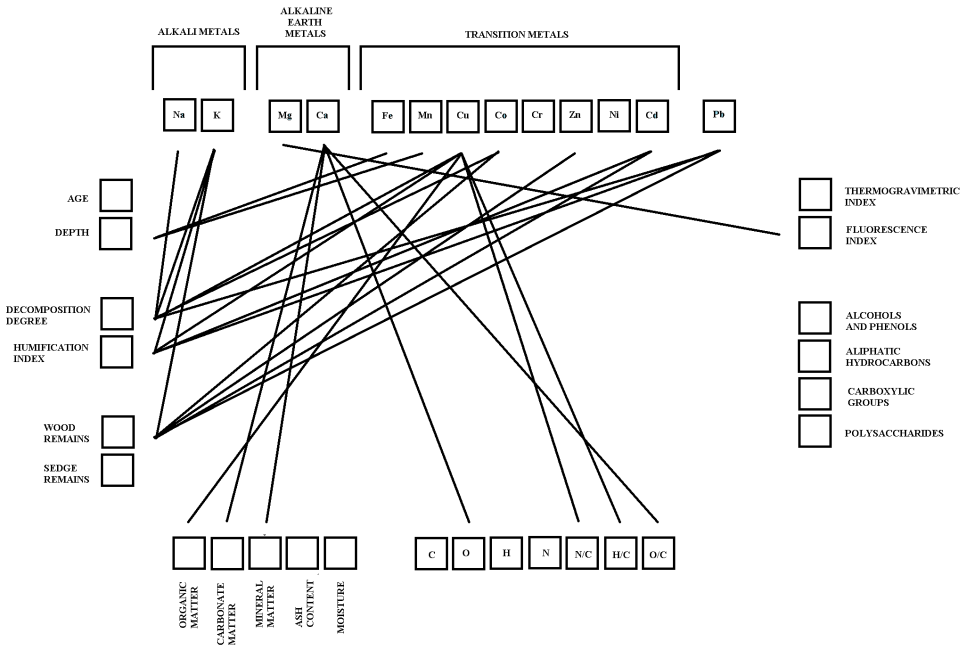 ALKALI METALS
ALKALINE
EARTH
METALS
TRANSITION METALS
Na
K
Mg
Ca
Fe
Mn
Cu
Co
Cr
Zn
Ni
Cd
Pb
AGE
DEPTH
DECOMPOSITION
DEGREE
HUMIFICATION
INDEX
WOOD
REMAINS
SEDGE
REMAINS
THERMOGRAVIMETRIC
INDEX
FLUORESCENCE
INDEX
ALCOHOLS
AND PHENOLS
ALIPHATIC
HYDROCARBONS
CARBOXYLIC
GROUPS
POLYSACCHARIDES
C
O
H
N
N/C
H/C
O/C
ORGANIC
MATTER
CARBONATE
MATTER
MINERAL
MATTER
ASH
CONTENT
MOISTURE